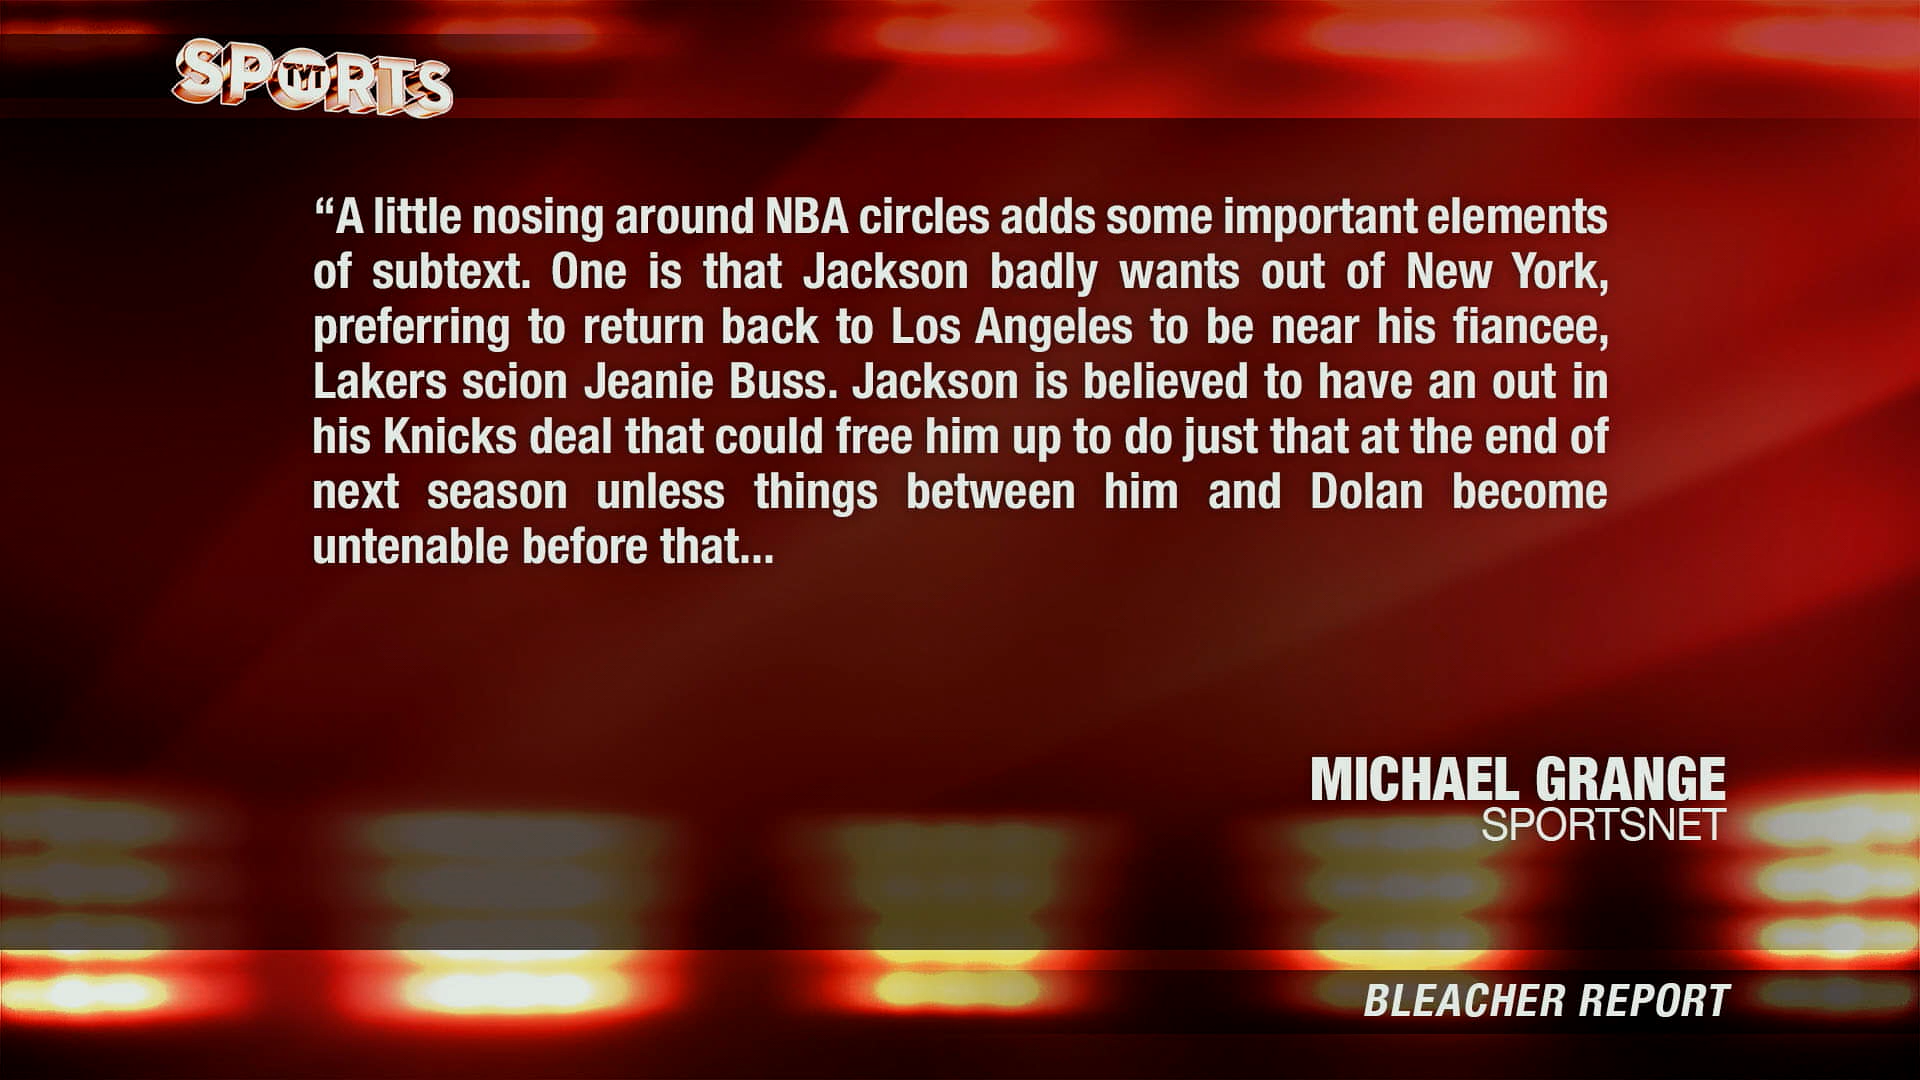 SPORTS
TYT
“A little nosing around NBA circles adds some important elements
of subtext. One is that Jackson badly wants out of New York,
preferring to return back to Los Angeles to be near his fiancee,
Lakers scion Jeanie Buss. Jackson is believed to have an out in
his Knicks deal that could free him up to do just that at the end of
next season unless things between him and Dolan become
untenable before that...
MICHAEL GRANGE
SPORTSNET
BLEACHER REPORT